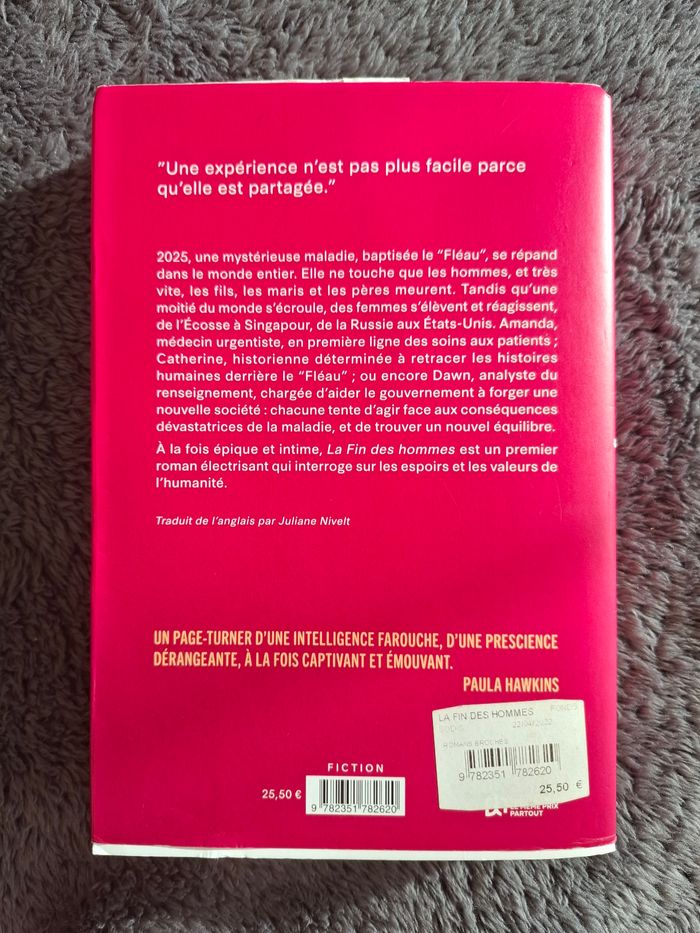 “Une expérience n’est pas plus facile parce
qu’elle est partagée.”
2025, une mystérieuse maladie, baptisée le “Fléau”, se répand
dans le monde entier. Elle ne touche que les hommes, et très
vite, les fils, les maris et les pères meurent. Tandis qu’une
moitié du monde s’écroule, des femmes s’élèvent et réagissent,
de l’Écosse à Singapour, de la Russie aux États-Unis. Amanda,
médecin urgentiste, en première ligne des soins aux patients ;
Catherine, historienne déterminée à retracer les histoires
humaines derrière le “Fléau” ; ou encore Dawn, analyste du
renseignement, chargée d’aider le gouvernement à forger une
nouvelle société : chacune tente d’agir face aux conséquences
dévastatrices de la maladie, et de trouver un nouvel équilibre.
À la fois épique et intime, La Fin des hommes est un premier
roman électrisant qui interroge sur les espoirs et les valeurs de
l’humanité.
Traduit de l’anglais par Juliane Nivelt
UN PAGE-TURNER D’UNE INTELLIGENCE FAROUCHE, D’UNE PRESCIENCE
DÉRANGEANTE, À LA FOIS CAPTIVANT ET ÉMOUVANT.
PAULA HAWKINS
LA FIN DES HOMMES FONDS
ROMANS BROCHES
9 782351 782620
25,50 €
FICTION
25,50 €
9 782351 782620
LE MÊME PRIX
PARTOUT